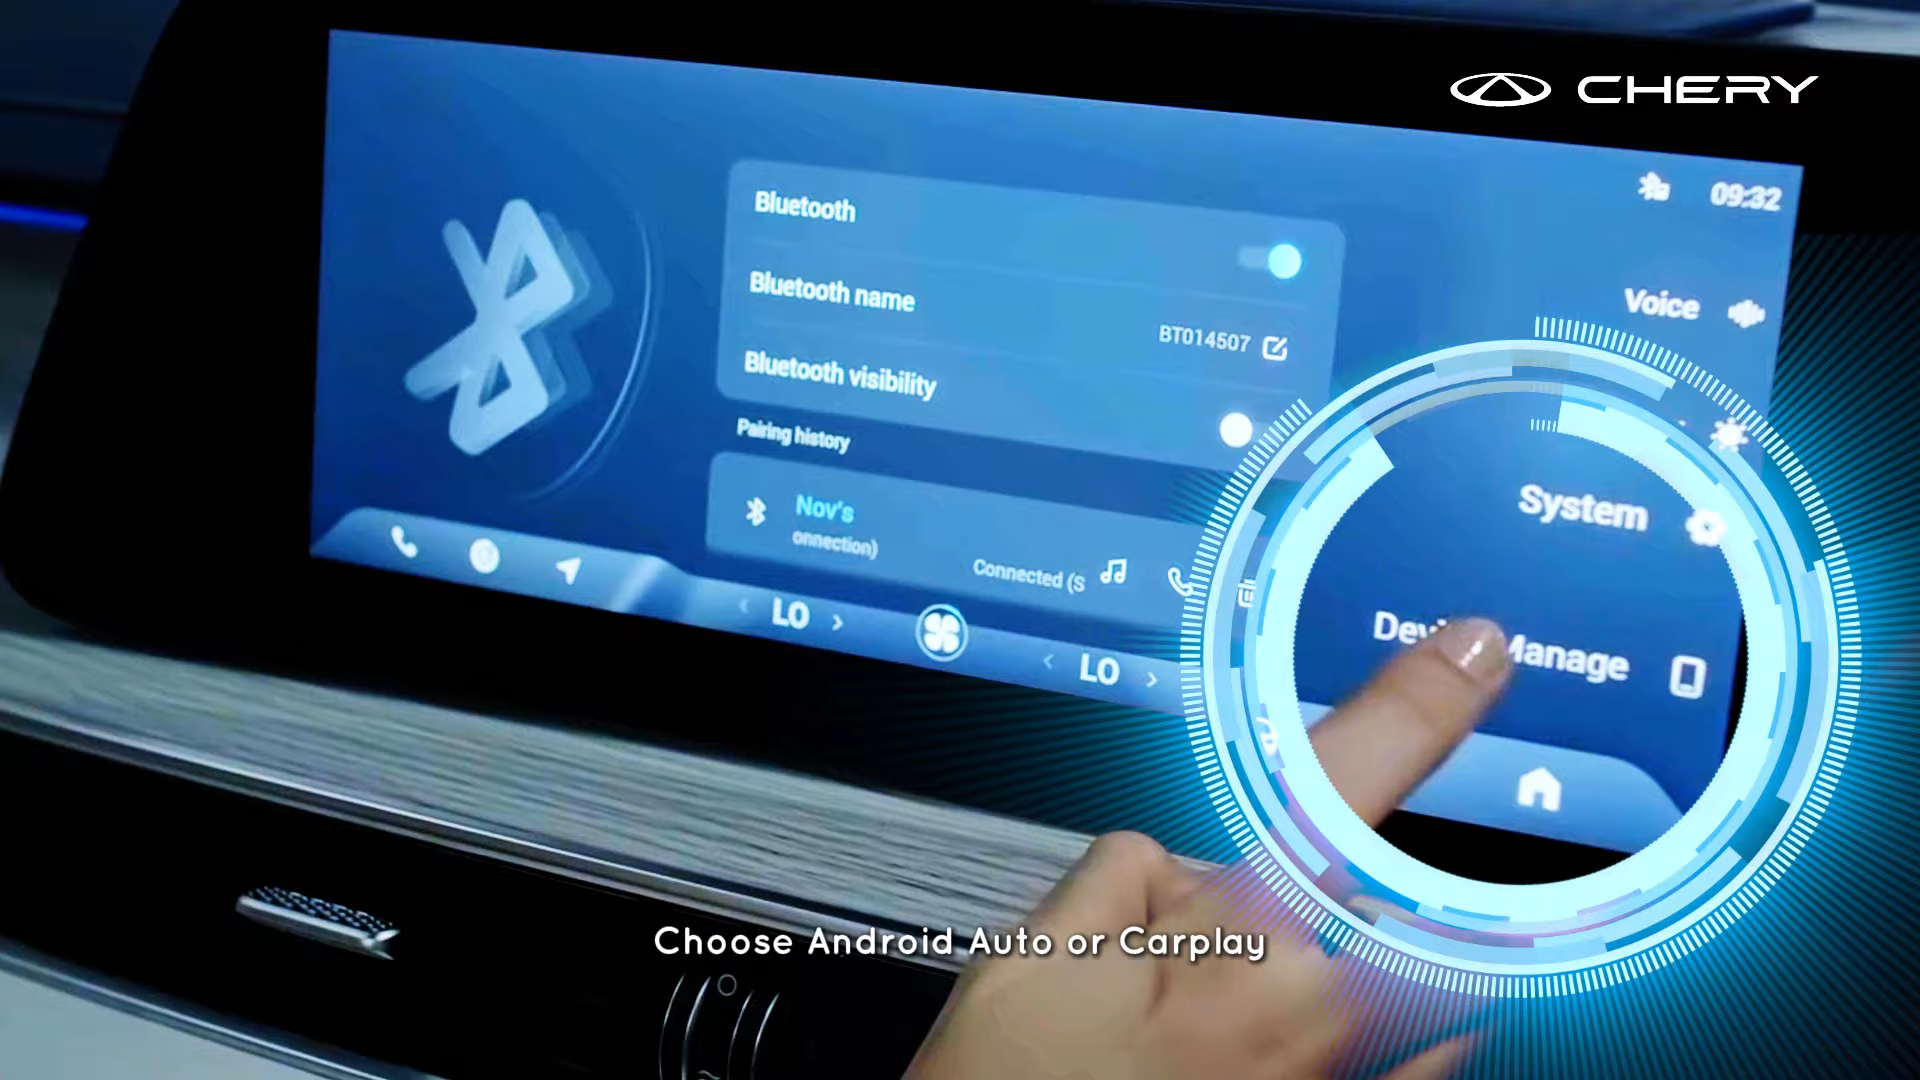 CHERY
09:32
Bluetooth
Bluetooth name
BT014507
Bluetooth visibility
Pairing history
Nov's
onnection)
Connected (S
Voice
System
Manage
LO
LO
Choose Android Auto or Carplay